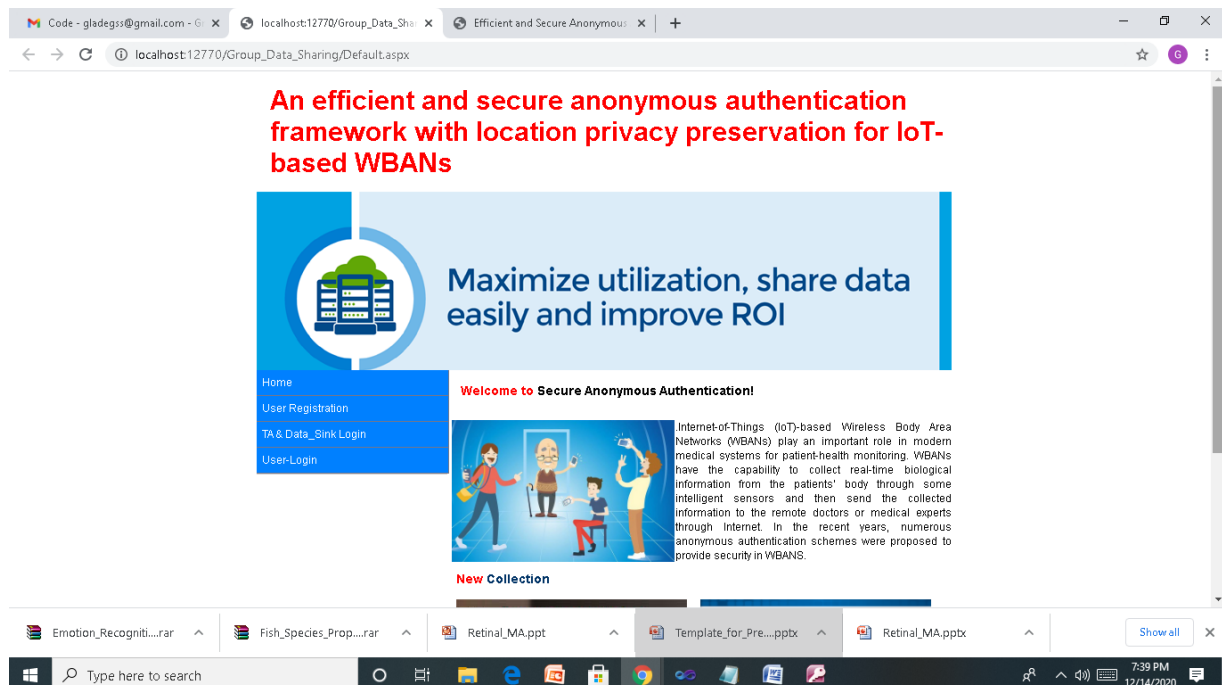 Code - gladegss@gmail.com - G
localhost:12770/Group_Data_Sha
Efficient and Secure Anonymous
localhost:12770/Group_Data_Sharing/Default.aspx
G
An efficient and secure anonymous authentication
framework with location privacy preservation for IoT-
based WBANs
Maximize utilization, share data
easily and improve ROI
Home
User Registration
TA & Data_Sink Login
User-Login
Welcome to Secure Anonymous Authentication!
.Internet-of-Things (IoT)-based Wireless Body Area
Networks (WBANs) play an important role in modern
medical systems for patient-health monitoring. WBANs
have the capability to collect real-time biological
information from the patients' body through some
intelligent sensors and then send the collected
information to the remote doctors or medical experts
through Internet. In the recent years, numerous
anonymous authentication schemes were proposed to
provide security in WBANS.
New Collection
Emotion_Recogniti....rar
Fish_Species_Prop....rar
Retinal_MA.ppt
Template_for_Pre....pptx
Retinal_MA.pptx
Show all
Type here to search
7:39 PM
12/14/2020